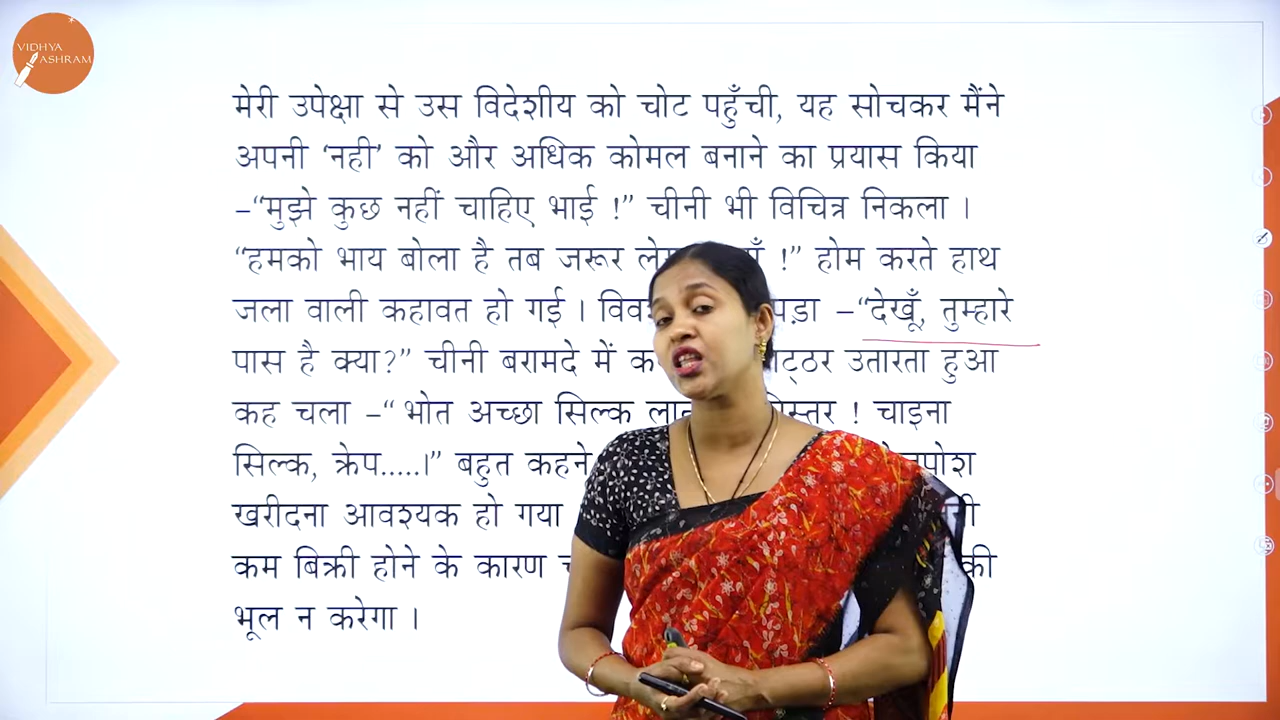 VIDHYA
ASHRAM
मेरी उपेक्षा से उस विदेशीय को चोट पहुँची, यह सोचकर मैंने
अपनी ‘नही’ को और अधिक कोमल बनाने का प्रयास किया
–“मुझे कुछ नहीं चाहिए भाई !” चीनी भी विचित्र निकला ।
“हमको भाय बोला है तब जरूर !” होम करते हाथ
जला वाली कहावत हो गई । पड़ा –“देखूँ, तुम्हारे
पास है क्या?” चीनी बरामदे में उतारता हुआ
कह चला –“ भोत अच्छा सिल्क ! चाइना
सिल्क, क्रेप.....।” बहुत कहने
खरीदना आवश्यक हो गया
कम बिक्री होने के कारण की
भूल न करेगा ।